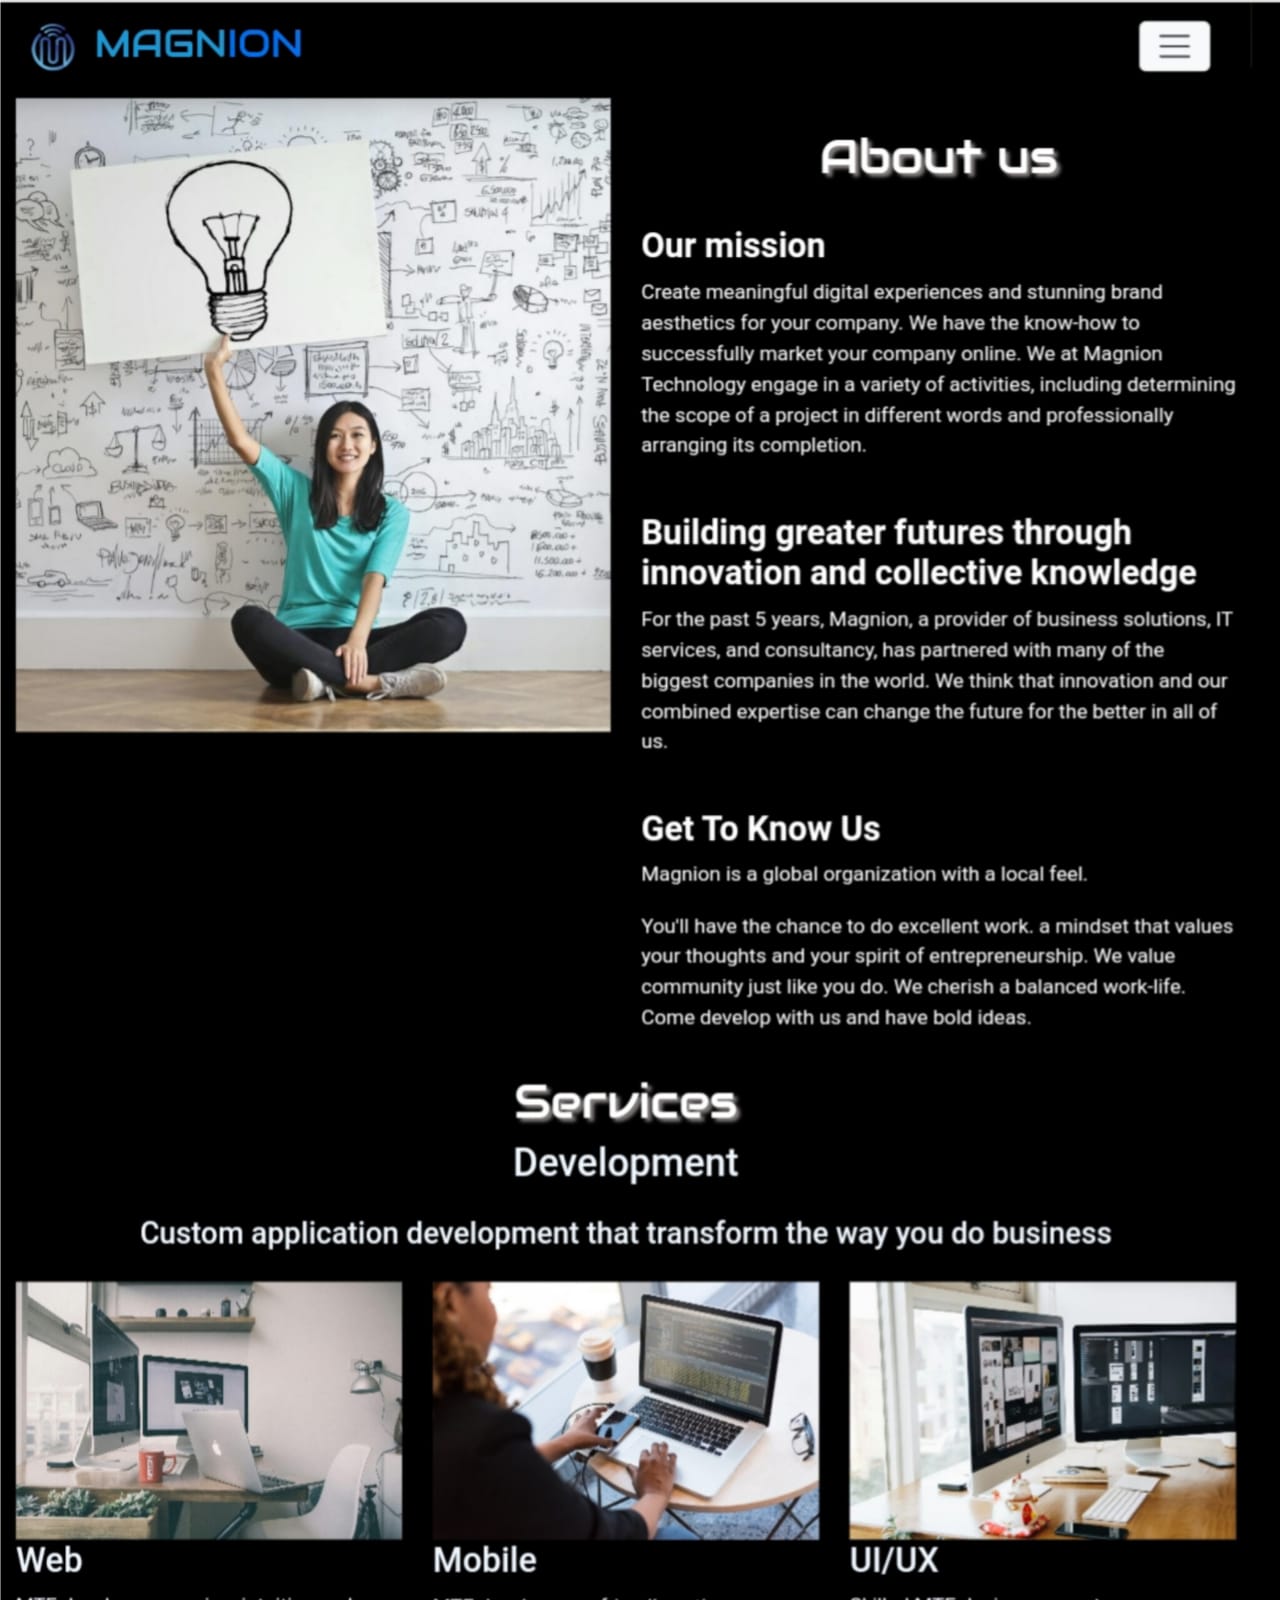 MAGNION
About us
Our mission
Create meaningful digital experiences and stunning brand
aesthetics for your company. We have the know-how to
successfully market your company online. We at Magnion
Technology engage in a variety of activities, including determining
the scope of a project in different words and professionally
arranging its completion.
Building greater futures through
innovation and collective knowledge
For the past 5 years, Magnion, a provider of business solutions, IT
services, and consultancy, has partnered with many of the
biggest companies in the world. We think that innovation and our
combined expertise can change the future for the better in all of
us.
Get To Know Us
Magnion is a global organization with a local feel.
You'll have the chance to do excellent work. a mindset that values
your thoughts and your spirit of entrepreneurship. We value
community just like you do. We cherish a balanced work-life.
Come develop with us and have bold ideas.
CLOUD
Services
Development
Custom application development that transform the way you do business
Web
Mobile
UI/UX